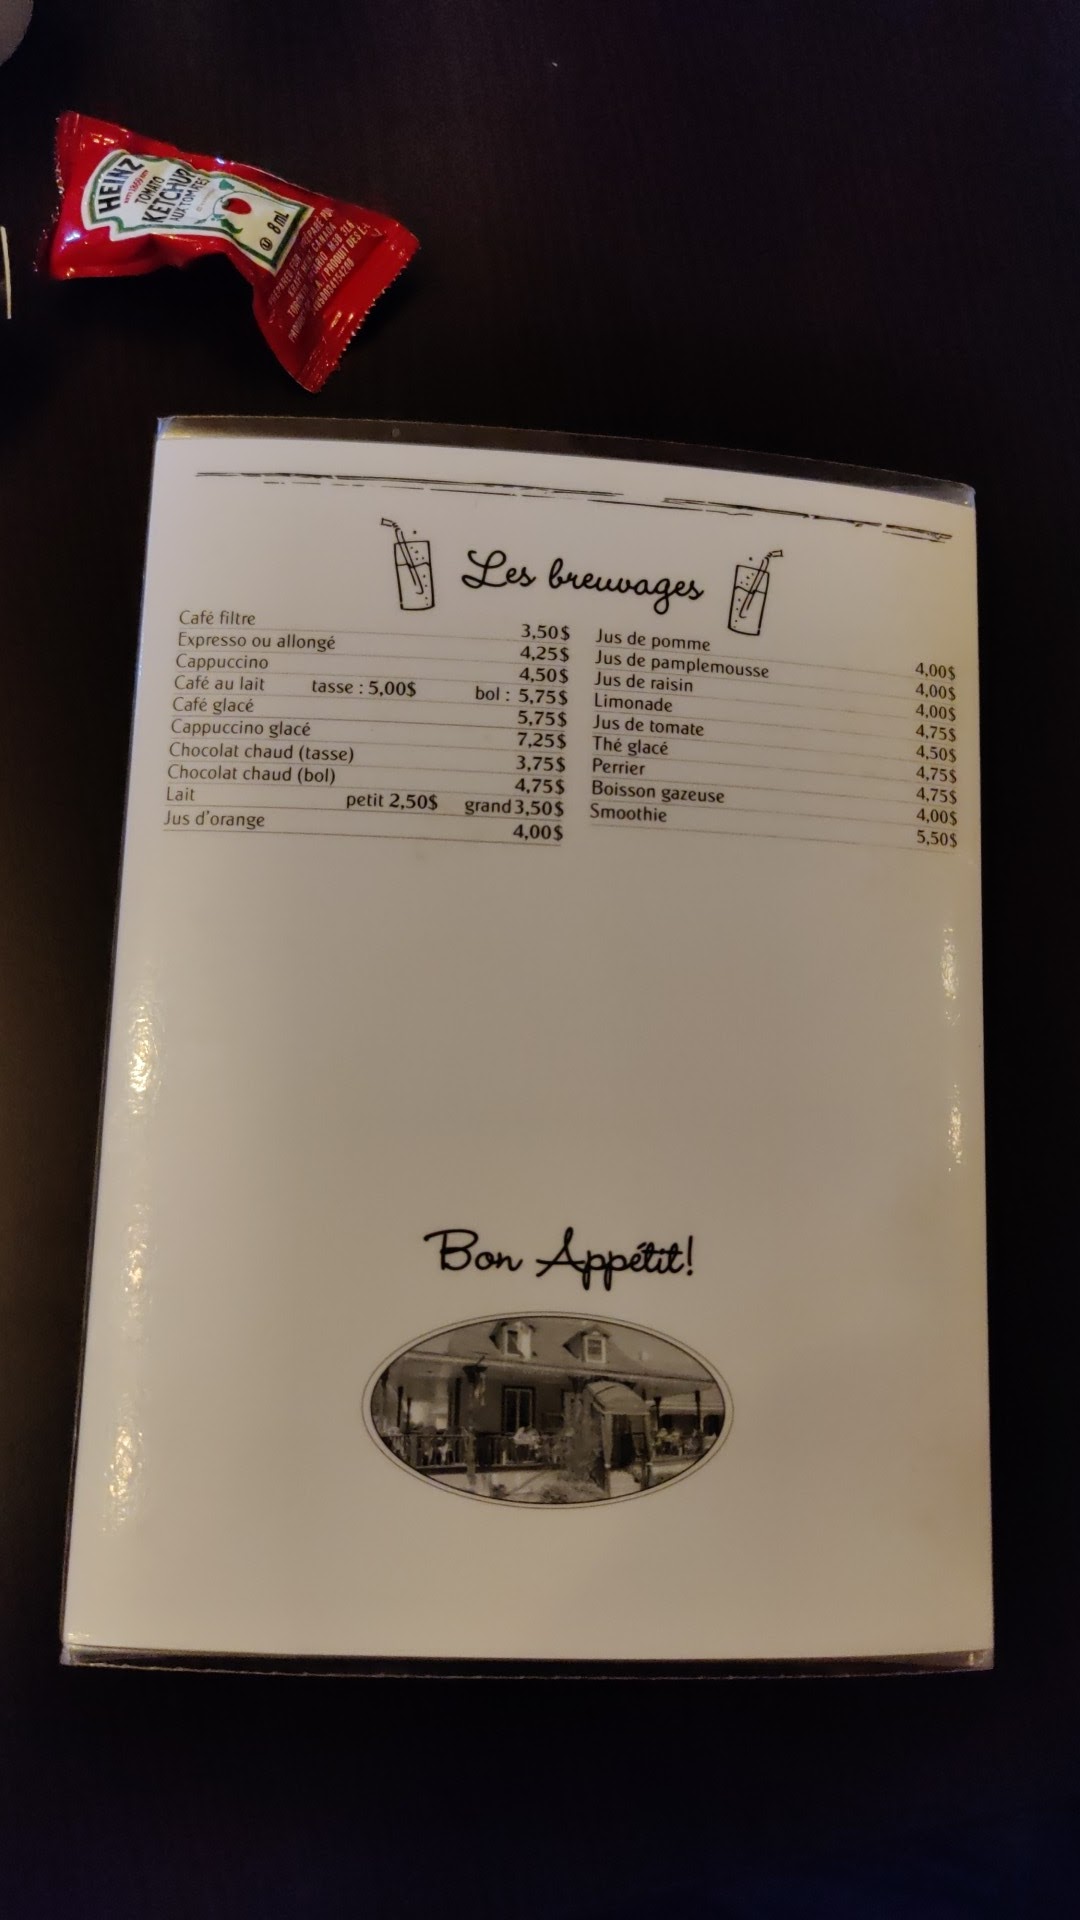 HEINZ
TOMATO
KETCHUP
AUX TOMATES
8 mL
Les breuvages
Café filtre 3,50$
Expresso ou allongé 4,25$
Cappuccino 4,50$
Café au lait tasse : 5,00$ bol : 5,75$
Café glacé 5,75$
Cappuccino glacé 7,25$
Chocolat chaud (tasse) 3,75$
Chocolat chaud (bol) 4,75$
Lait petit 2,50$ grand 3,50$
Jus d'orange 4,00$
Jus de pomme 4,00$
Jus de pamplemousse 4,00$
Jus de raisin 4,00$
Limonade 4,75$
Jus de tomate 4,50$
Thé glacé 4,75$
Perrier 4,75$
Boisson gazeuse 4,00$
Smoothie 5,50$
Bon Appétit!